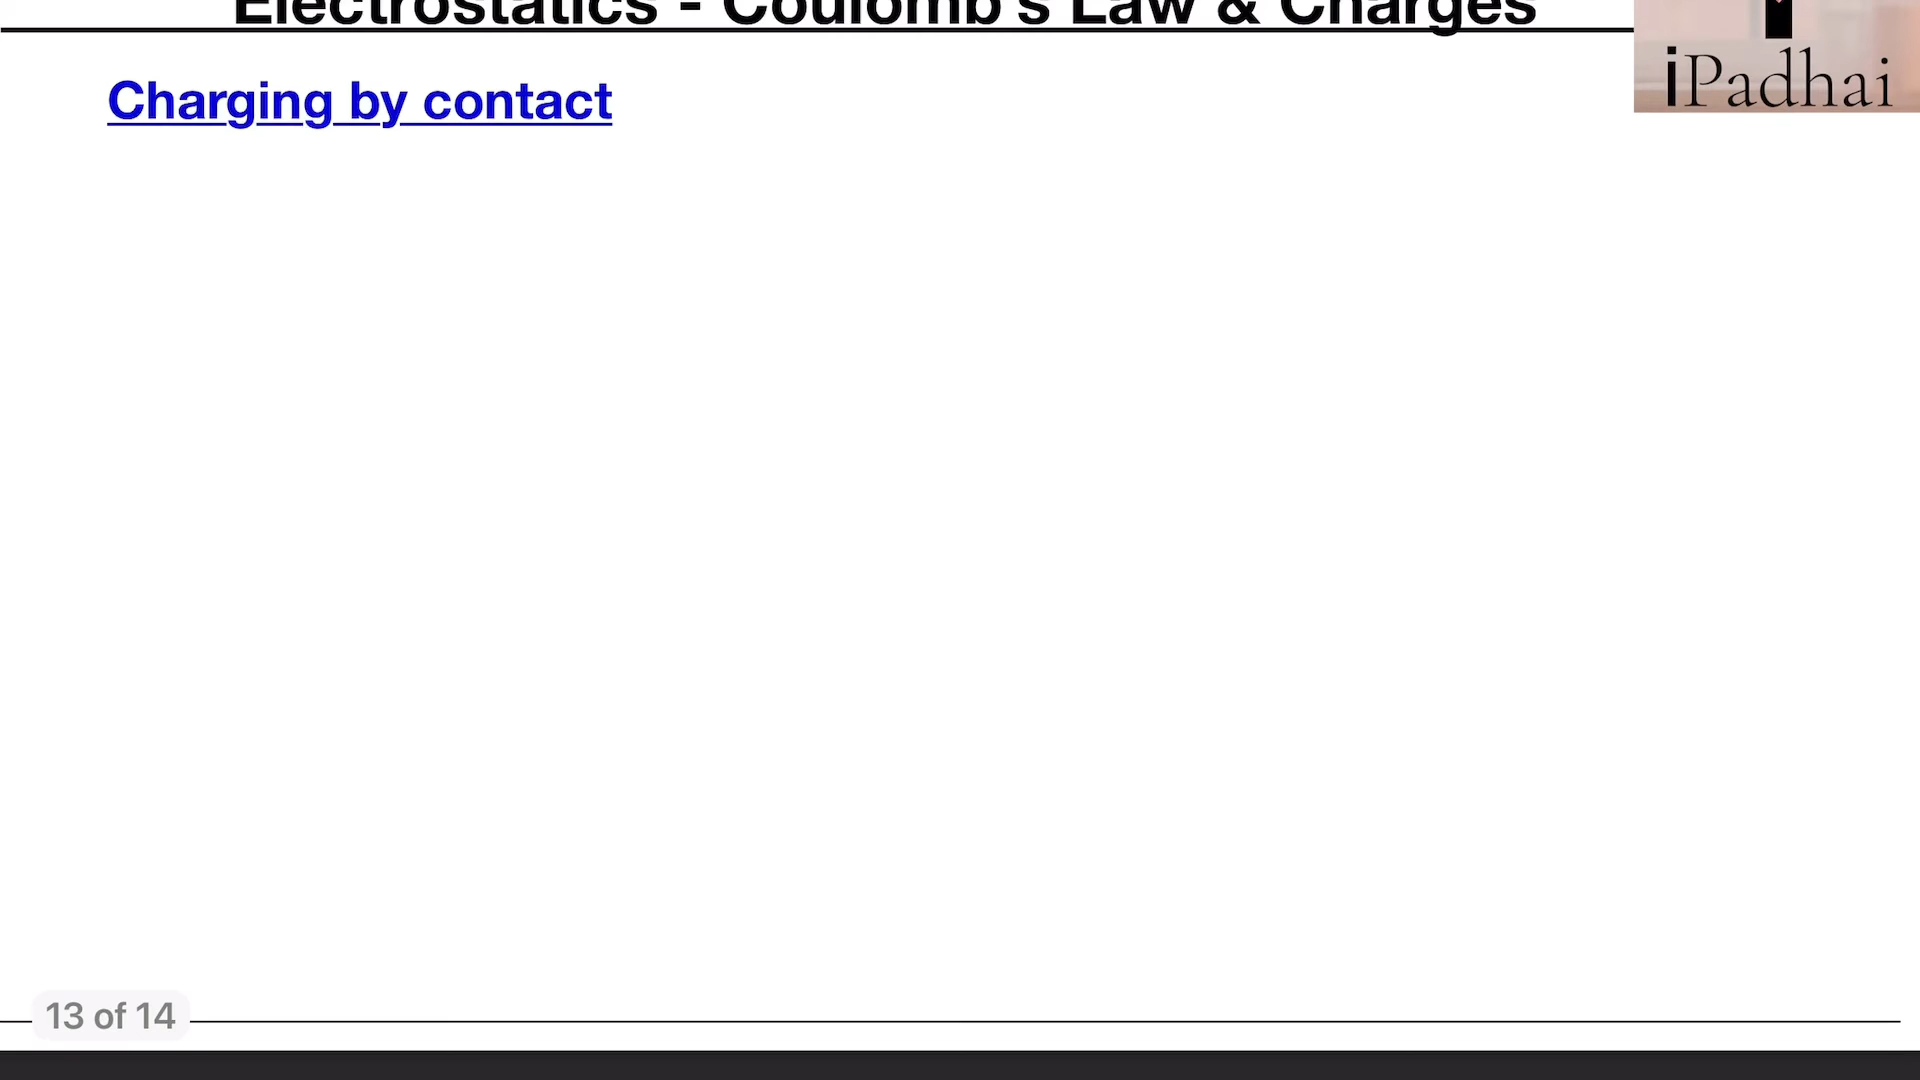 Electrostatics - Coulomb's Law & Charges
iPadhai
Charging by contact
13 of 14